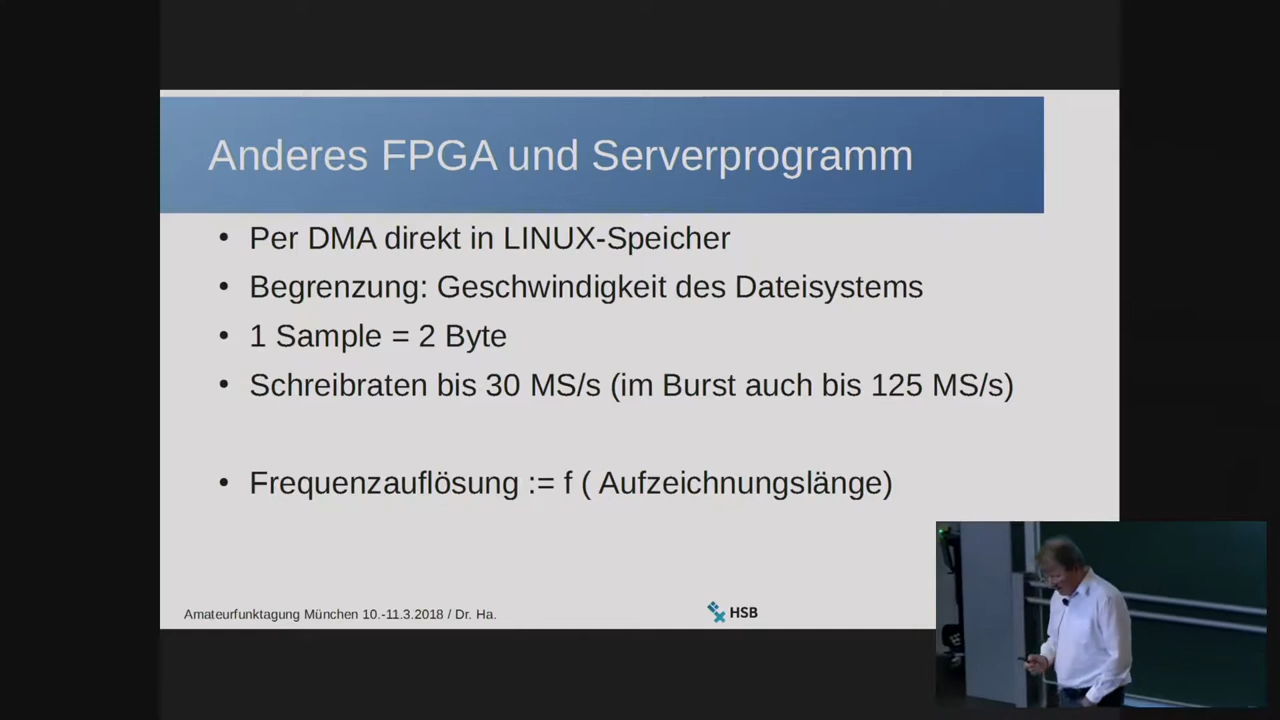 Anderes FPGA und Serverprogramm
• Per DMA direkt in LINUX-Speicher
• Begrenzung: Geschwindigkeit des Dateisystems
• 1 Sample = 2 Byte
• Schreibraten bis 30 MS/s (im Burst auch bis 125 MS/s)
• Frequenzauflösung := f ( Aufzeichnungslänge)
Amateurfunktagung München 10.-11.3.2018 / Dr. Ha.
HSB